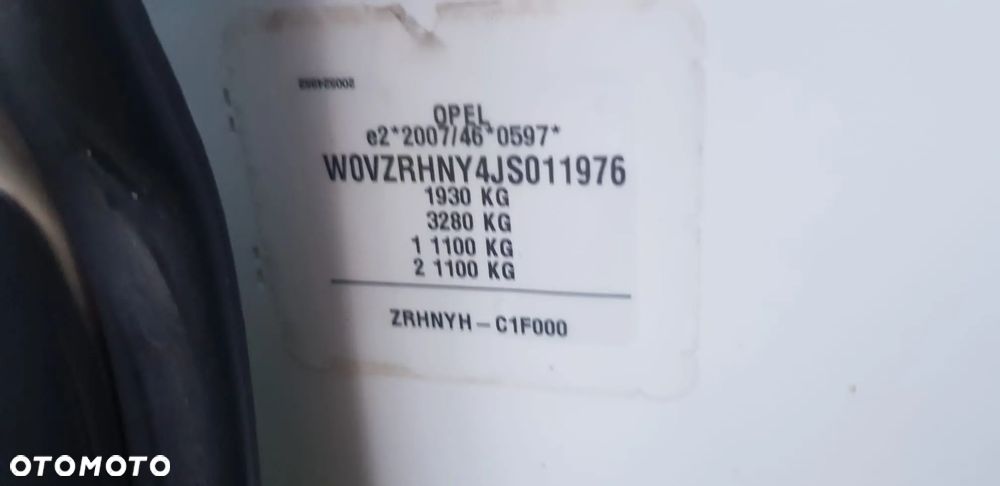 OPEL
e2*2007/46*0597*
W0VZRHNY4JS011976
1930 KG
3280 KG
1 1100 KG
2 1100 KG
ZRHNYH – C1F000
OTOMOTO